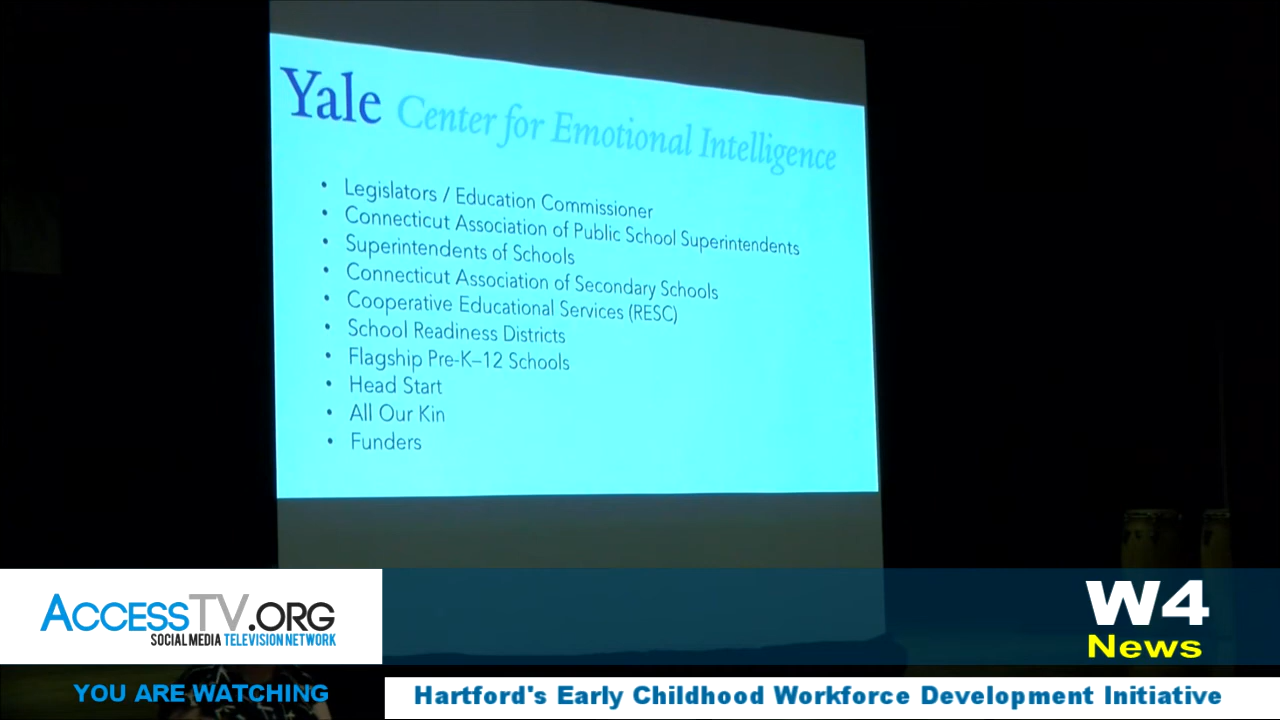 Yale Center for Emotional Intelligence
• Legislators / Education Commissioner
• Connecticut Association of Public School Superintendents
• Superintendents of Schools
• Connecticut Association of Secondary Schools
• Cooperative Educational Services (RESC)
• School Readiness Districts
• Flagship Pre-K–12 Schools
• Head Start
• All Our Kin
• Funders
ACCESSTV.ORG
SOCIAL MEDIA TELEVISION NETWORK
W4
News
YOU ARE WATCHING
Hartford's Early Childhood Workforce Development Initiative